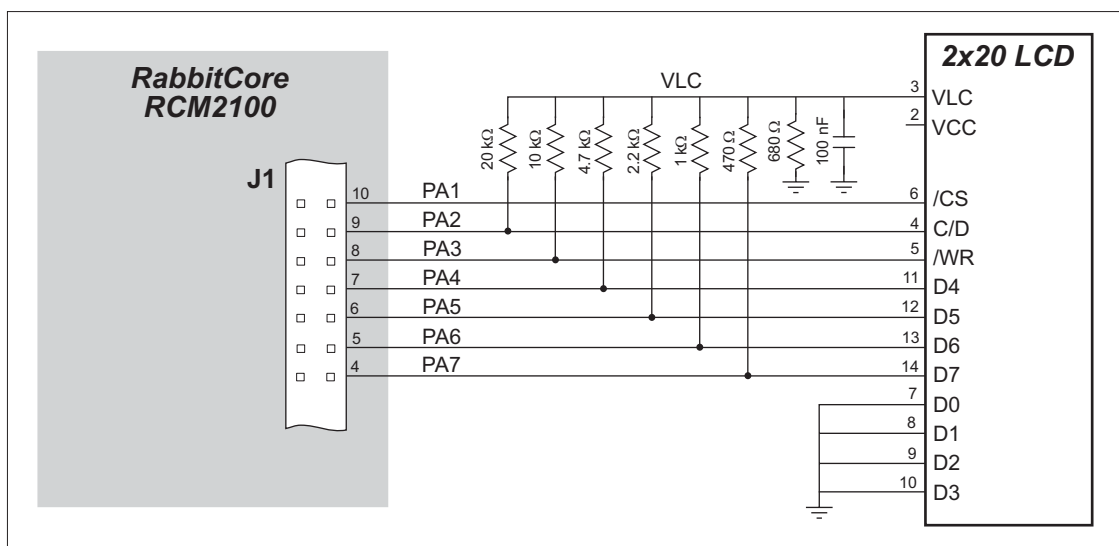 RabbitCore
RCM2100
2x20 LCD
VLC
3
VLC
2
VCC
20 kΩ
10 kΩ
4.7 kΩ
2.2 kΩ
1 kΩ
470 Ω
680 Ω
100 nF
J1
10
PA1
6
/CS
9
PA2
4
C/D
8
PA3
5
/WR
7
PA4
11
D4
6
PA5
12
D5
5
PA6
13
D6
4
PA7
14
D7
7
D0
8
D1
9
D2
10
D3